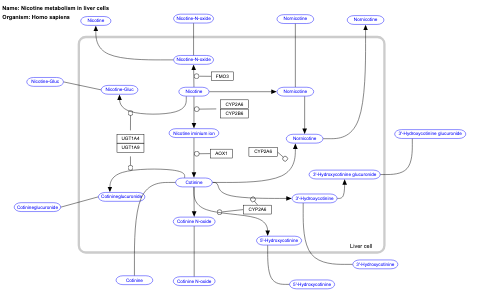 Name: Nicotine metabolism in liver cells
Organism: Homo sapiens
Nicotine
Nicotine-N-oxide
Nornicotine
Nornicotine
Nicotine-N-oxide
FMO3
Nicotine-Gluc
Nicotine-Gluc
Nicotine
Nornicotine
CYP2A6
CYP2B6
Nicotine iminium ion
UGT1A4
UGT1A9
Nornicotine
3'-Hydroxycotinine glucuronide
AOX1
CYP2A6
3'-Hydroxycotinine glucuronide
Cotinine
Cotinineglucuronide
3'-Hydroxycotinine
Cotinineglucuronide
CYP2A6
Cotinine N-oxide
5'-Hydroxycotinine
Liver cell
3'-Hydroxycotinine
Cotinine
Cotinine N-oxide
5'-Hydroxycotinine